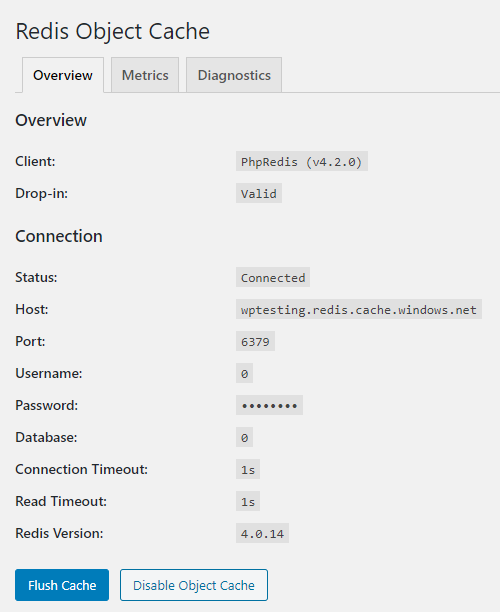 Redis Object Cache
Overview Metrics Diagnostics
Overview
Client: PhpRedis (v4.2.0)
Drop-in: Valid
Connection
Status: Connected
Host: wptesting.redis.cache.windows.net
Port: 6379
Username: 0
Password: ••••••••
Database: 0
Connection Timeout: 1s
Read Timeout: 1s
Redis Version: 4.0.14
Flush Cache Disable Object Cache